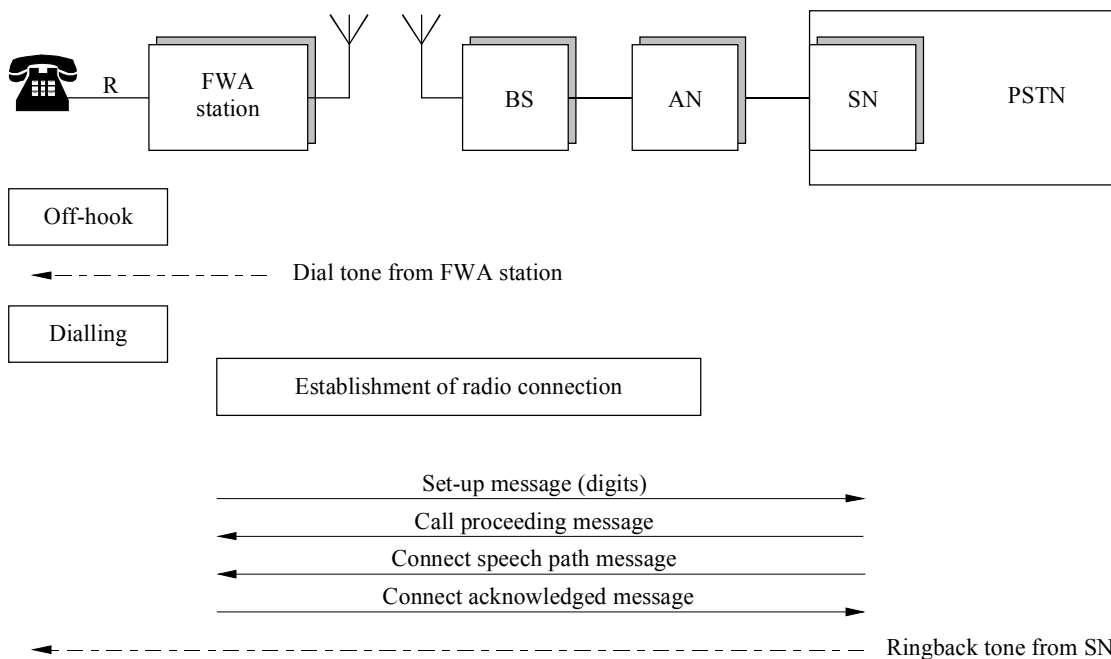 R
FWA
station
BS
AN
SN
PSTN
Off-hook
Dial tone from FWA station
Dialling
Establishment of radio connection
Set-up message (digits)
Call proceeding message
Connect speech path message
Connect acknowledged message
Ringback tone from SN